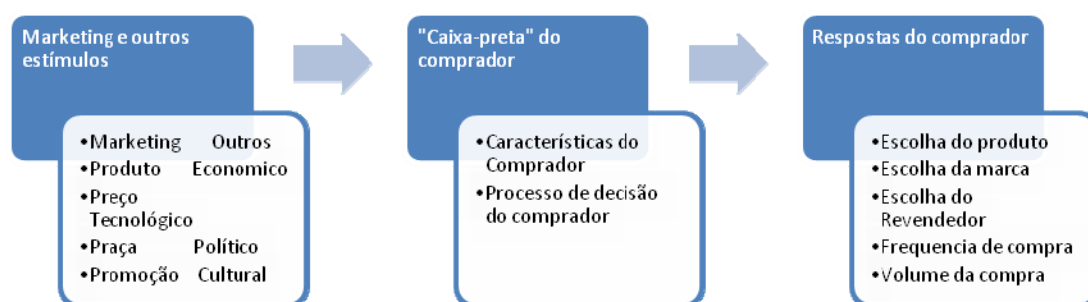 Marketing e outros
estímulos
•Marketing Outros
•Produto Economico
•Preço
Tecnológico
•Praça Político
•Promoção Cultural
"Caixa-preta" do
comprador
•Características do
Comprador
•Processo de decisão
do comprador
Respostas do comprador
•Escolha do produto
•Escolha da marca
•Escolha do
Revendedor
•Frequencia de compra
•Volume da compra